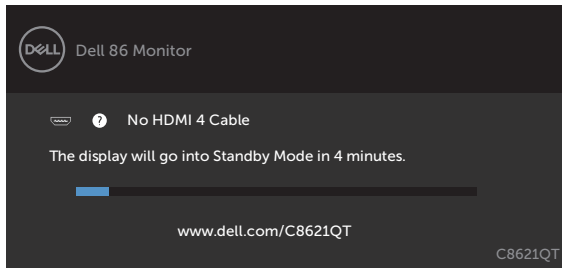 DELL
Dell 86 Monitor
? No HDMI 4 Cable
The display will go into Standby Mode in 4 minutes.
www.dell.com/C8621QT
C8621QT